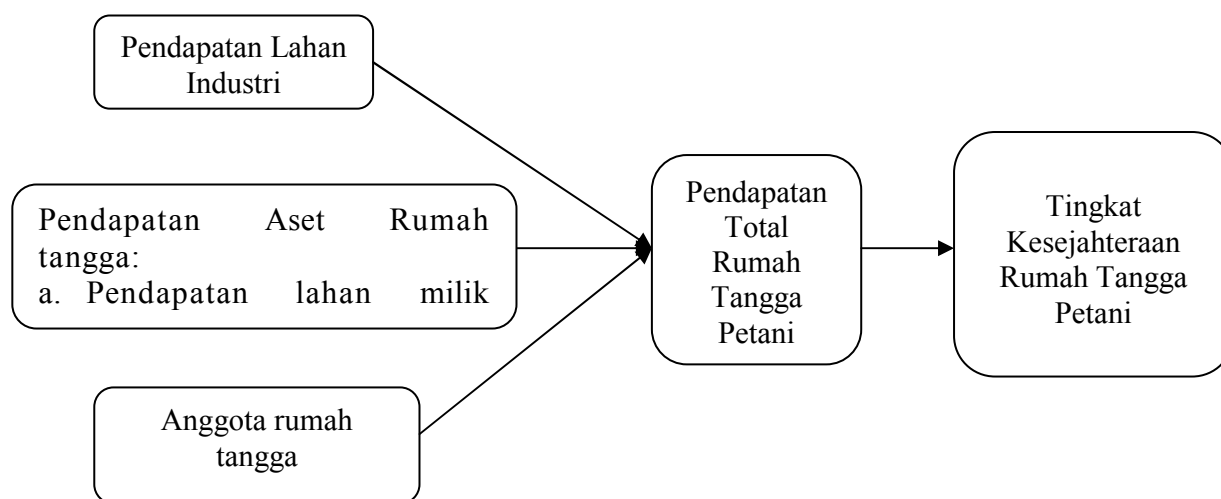 Pendapatan Lahan
Industri
Pendapatan Aset Rumah
tangga:
a. Pendapatan lahan milik
Anggota rumah
tangga
Pendapatan
Total
Rumah
Tangga
Petani
Tingkat
Kesejahteraan
Rumah Tangga
Petani